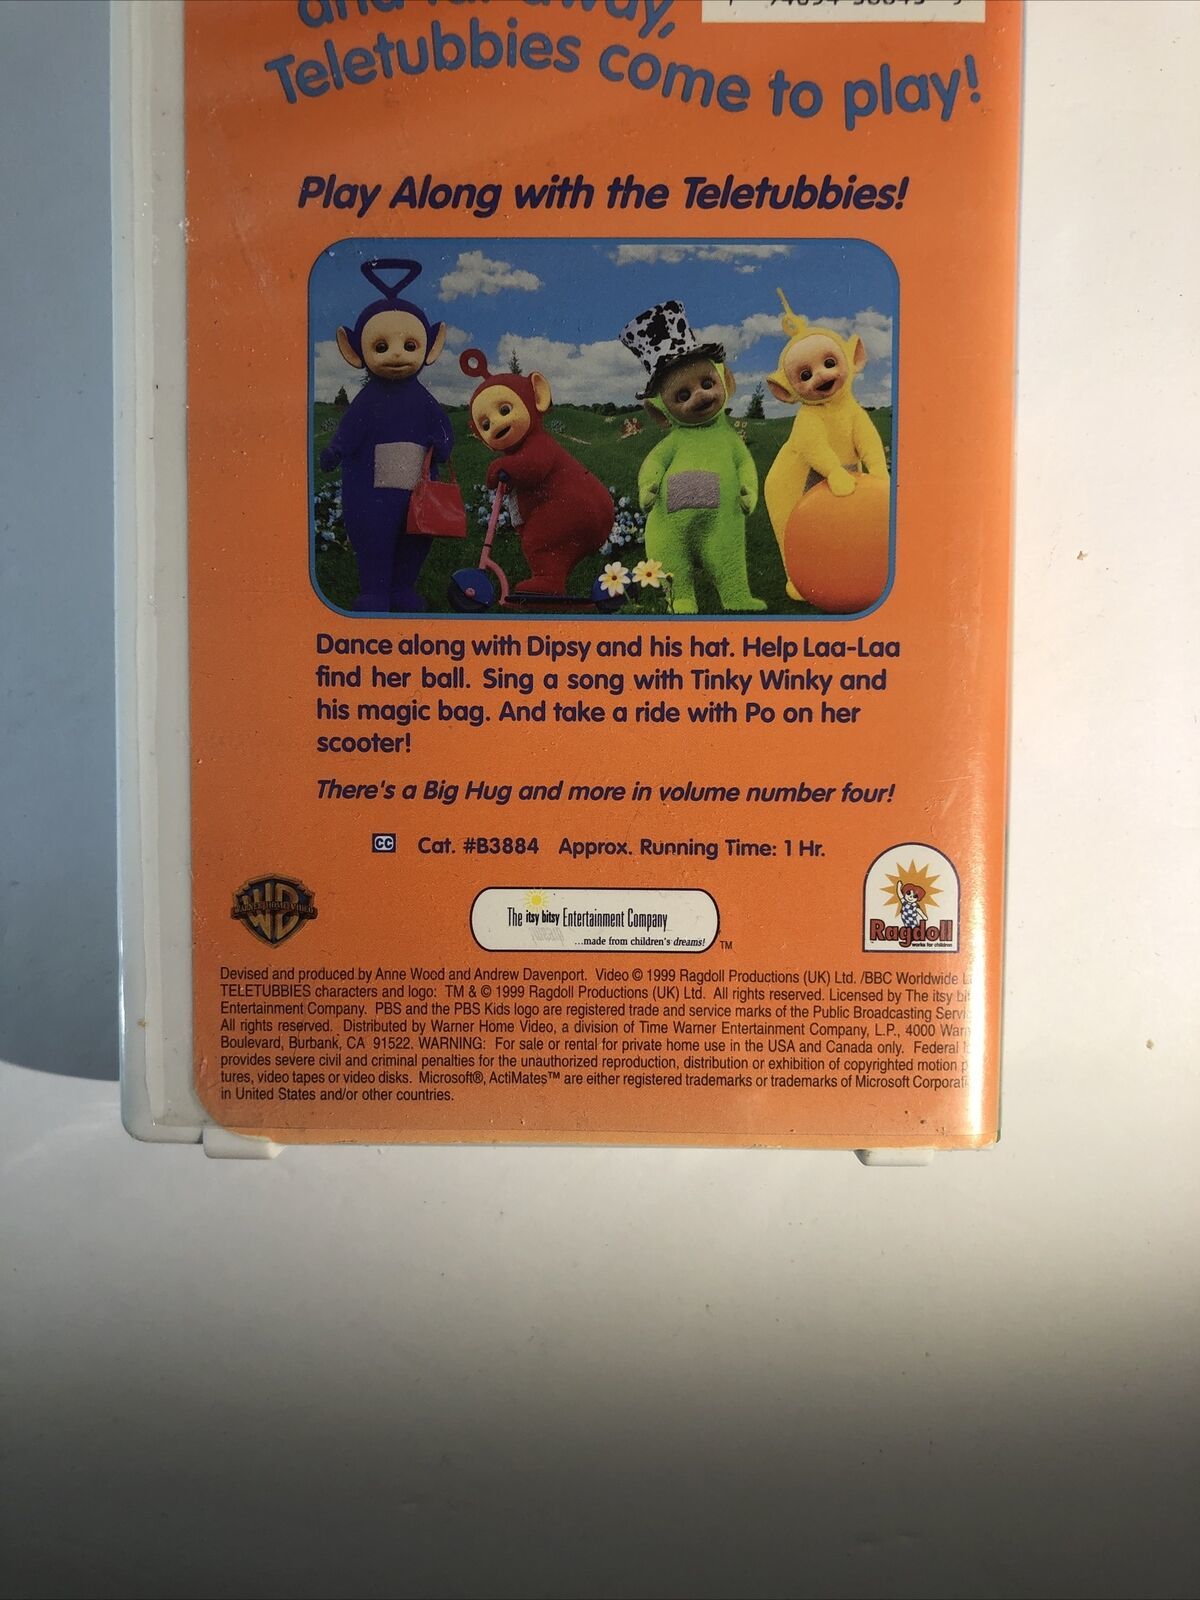 Teletubbies come to play!
Play Along with the Teletubbies!
Dance along with Dipsy and his hat. Help Laa-Laa
find her ball. Sing a song with Tinky Winky and
his magic bag. And take a ride with Po on her
scooter!
There's a Big Hug and more in volume number four!
CC Cat. #B3884 Approx. Running Time: 1 Hr.
WB
WARNER HOME VIDEO
The itsy bitsy Entertainment Company
...made from children's dreams!
TM
Ragdoll
works for children
Devised and produced by Anne Wood and Andrew Davenport. Video © 1999 Ragdoll Productions (UK) Ltd. /BBC Worldwide
TELETUBBIES characters and logo: TM & © 1999 Ragdoll Productions (UK) Ltd. All rights reserved. Licensed by The itsy
Entertainment Company. PBS and the PBS Kids logo are registered trade and service marks of the Public Broadcasting
All rights reserved. Distributed by Warner Home Video, a division of Time Warner Entertainment Company, L.P., 4000
Boulevard, Burbank, CA 91522. WARNING: For sale or rental for private home use in the USA and Canada only. Federal
provides severe civil and criminal penalties for the unauthorized reproduction, distribution or exhibition of copyrighted motion
tures, video tapes or video disks. Microsoft®, ActiMates™ are either registered trademarks or trademarks of Microsoft
in United States and/or other countries.